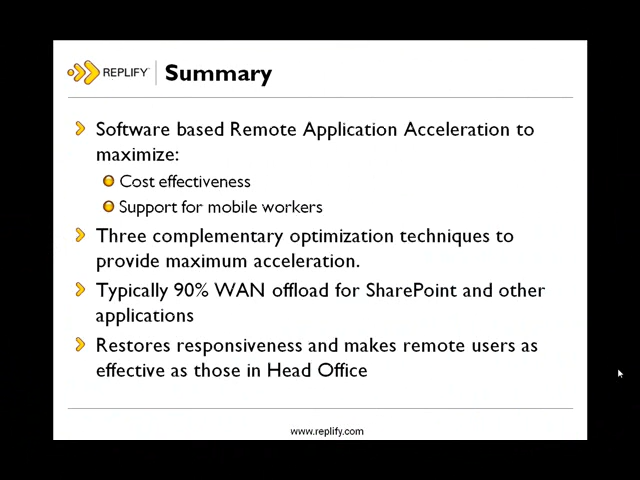 REPLIFY Summary
Software based Remote Application Acceleration to
maximize:
Cost effectiveness
Support for mobile workers
Three complementary optimization techniques to
provide maximum acceleration.
Typically 90% WAN offload for SharePoint and other
applications
Restores responsiveness and makes remote users as
effective as those in Head Office
www.replify.com